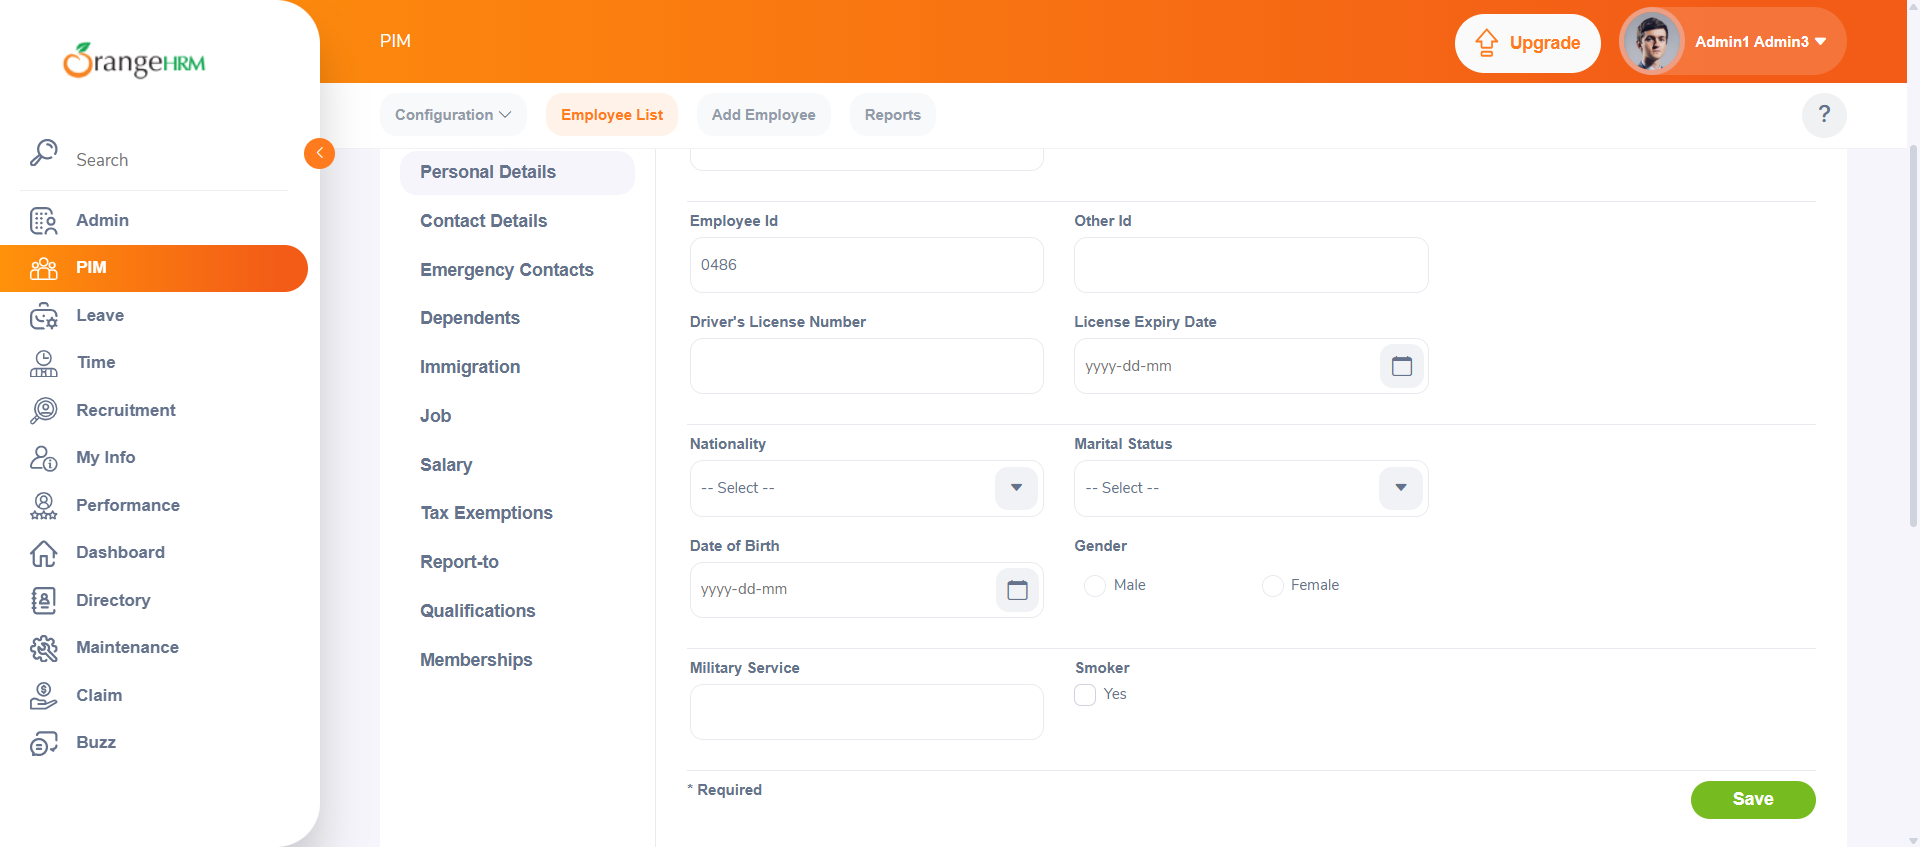 OrangeHRM
PIM
Upgrade
Admin1 Admin3
Configuration
Employee List
Add Employee
Reports
?
Search
Admin
PIM
Leave
Time
Recruitment
My Info
Performance
Dashboard
Directory
Maintenance
Claim
Buzz
Personal Details
Contact Details
Emergency Contacts
Dependents
Immigration
Job
Salary
Tax Exemptions
Report-to
Qualifications
Memberships
Employee Id
Other Id
0486
Driver's License Number
License Expiry Date
yyyy-dd-mm
Nationality
Marital Status
-- Select --
-- Select --
Date of Birth
Gender
yyyy-dd-mm
Male
Female
Military Service
Smoker
Yes
* Required
Save